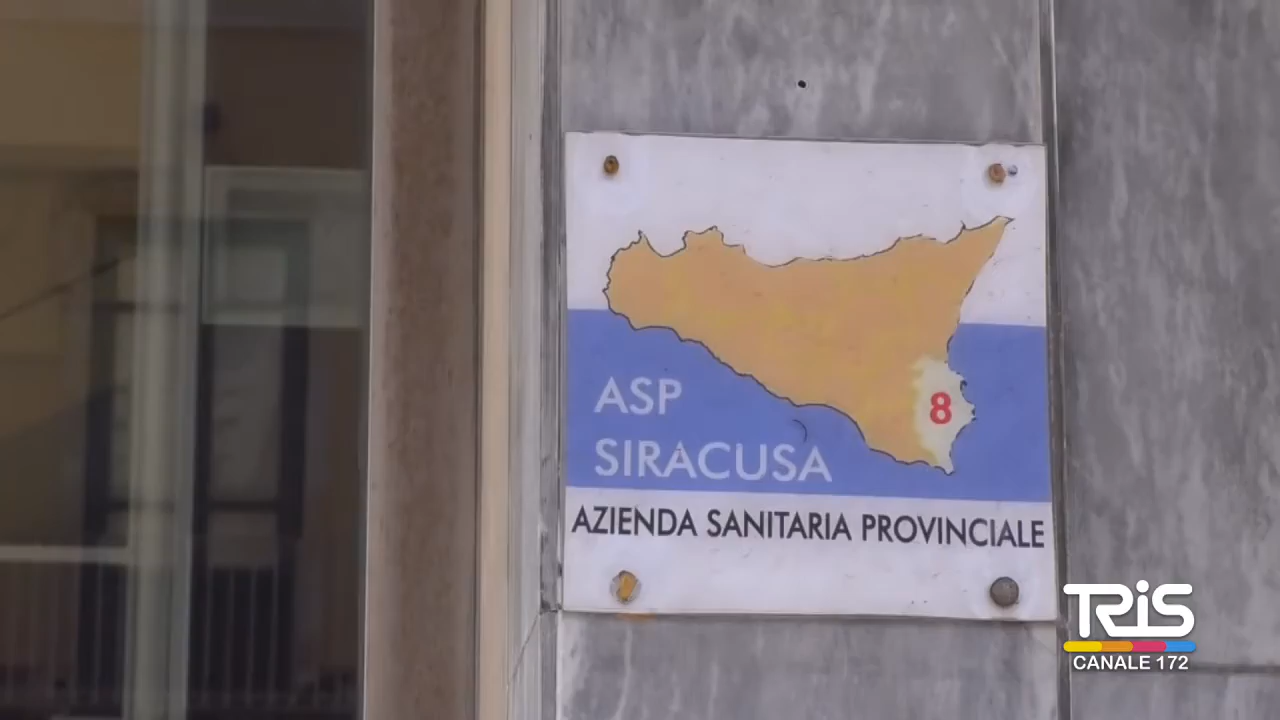 8
ASP
SIRACUSA
AZIENDA SANITARIA PROVINCIALE
TRIS
CANALE 172